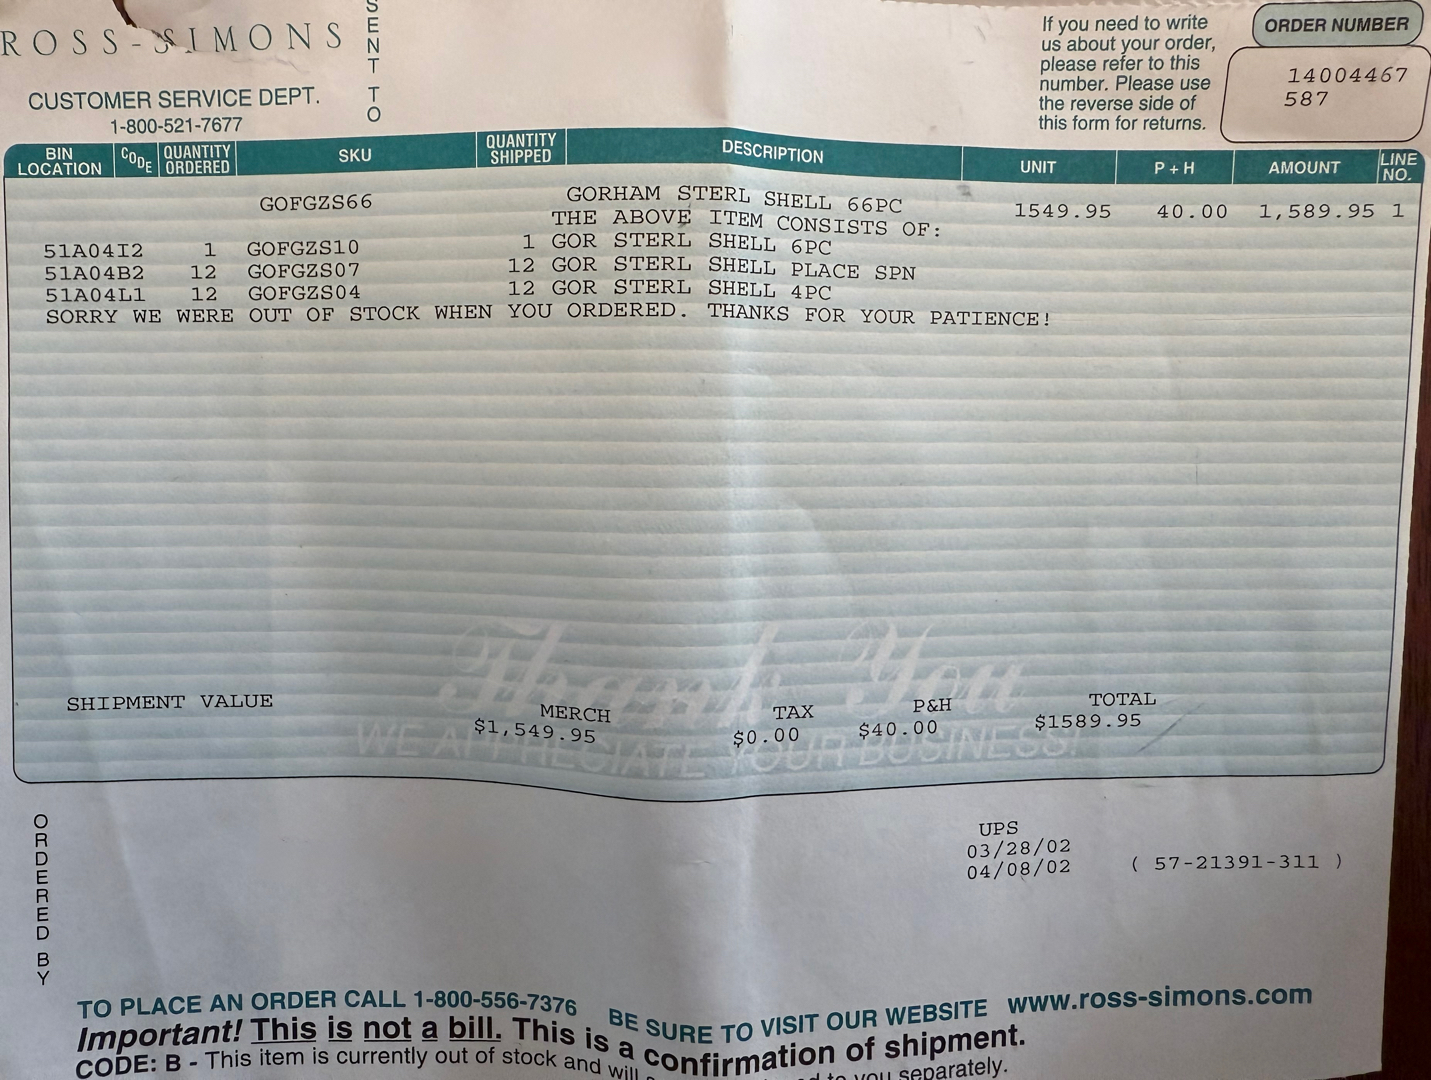 ROSS-SIMONS
CUSTOMER SERVICE DEPT.
1-800-521-7677
SENT TO
If you need to write
us about your order,
please refer to this
number. Please use
the reverse side of
this form for returns.
ORDER NUMBER
14004467
587
BIN LOCATION CODE QUANTITY ORDERED SKU QUANTITY SHIPPED DESCRIPTION UNIT P + H AMOUNT LINE NO.
GOFGZS66 GORHAM STERL SHELL 66PC 1549.95 40.00 1,589.95 1
THE ABOVE ITEM CONSISTS OF:
51A04I2 1 GOFGZS10 1 GOR STERL SHELL 6PC
51A04B2 12 GOFGZS07 12 GOR STERL SHELL PLACE SPN
51A04L1 12 GOFGZS04 12 GOR STERL SHELL 4PC
SORRY WE WERE OUT OF STOCK WHEN YOU ORDERED. THANKS FOR YOUR PATIENCE!
Thank You
WE APPRECIATE YOUR BUSINESS!
SHIPMENT VALUE MERCH TAX P&H TOTAL
$1,549.95 $0.00 $40.00 $1589.95
ORDERED BY
UPS
03/28/02
04/08/02 ( 57-21391-311 )
TO PLACE AN ORDER CALL 1-800-556-7376 BE SURE TO VISIT OUR WEBSITE www.ross-simons.com
Important! This is not a bill. This is a confirmation of shipment.
CODE: B - This item is currently out of stock and will to you separately.